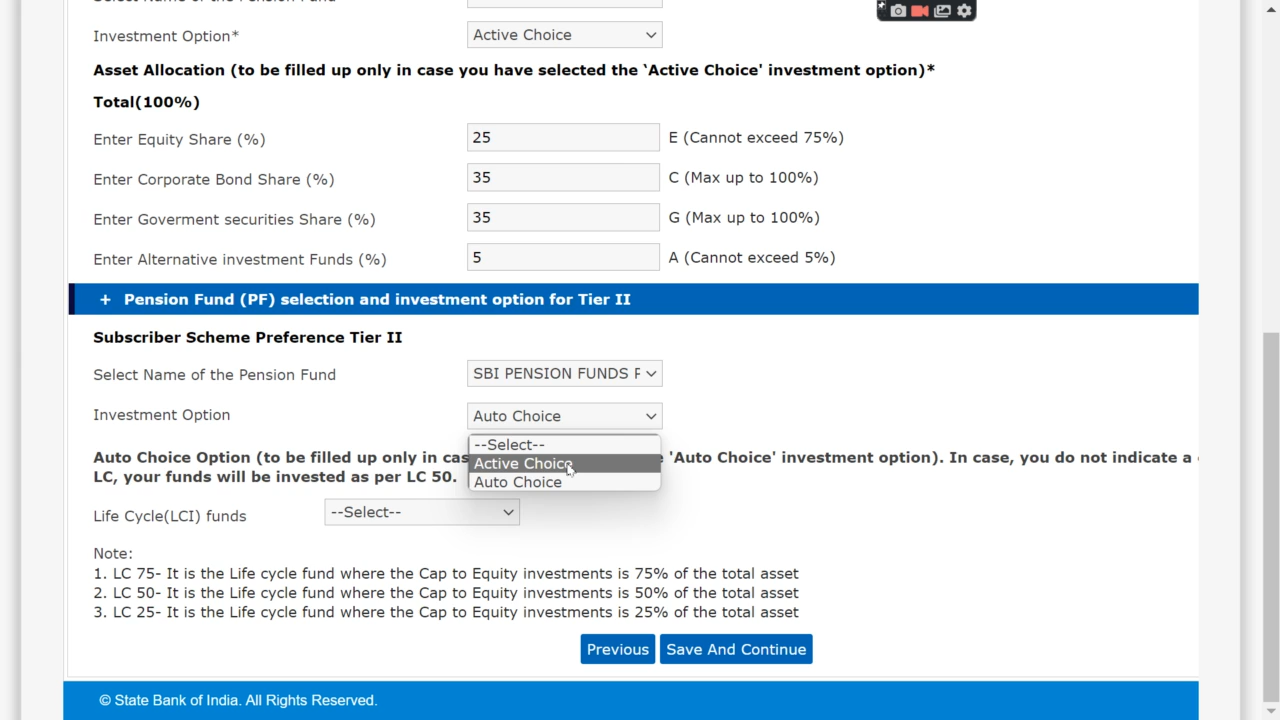 Investment Option*
Active Choice
Asset Allocation (to be filled up only in case you have selected the `Active Choice' investment option)*
Total(100%)
Enter Equity Share (%) 25 E (Cannot exceed 75%)
Enter Corporate Bond Share (%) 35 C (Max up to 100%)
Enter Goverment securities Share (%) 35 G (Max up to 100%)
Enter Alternative investment Funds (%) 5 A (Cannot exceed 5%)
+ Pension Fund (PF) selection and investment option for Tier II
Subscriber Scheme Preference Tier II
Select Name of the Pension Fund SBI PENSION FUNDS
Investment Option Auto Choice
--Select--
Active Choice
Auto Choice
Auto Choice Option (to be filled up only in 'Auto Choice' investment option). In case, you do not indicate a
LC, your funds will be invested as per LC 50.
Life Cycle(LCI) funds --Select--
Note:
1. LC 75- It is the Life cycle fund where the Cap to Equity investments is 75% of the total asset
2. LC 50- It is the Life cycle fund where the Cap to Equity investments is 50% of the total asset
3. LC 25- It is the Life cycle fund where the Cap to Equity investments is 25% of the total asset
Previous Save And Continue
© State Bank of India. All Rights Reserved.